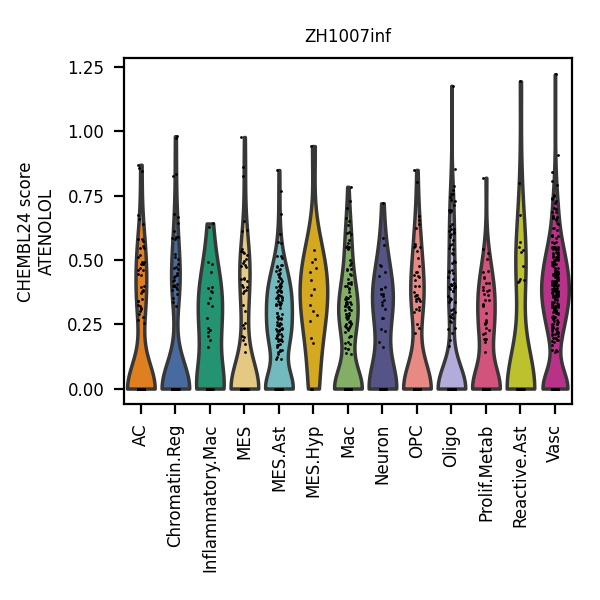 ZH1007inf
CHEMBL24 score
ATENOLOL
1.25
1.00
0.75
0.50
0.25
0.00
AC
Chromatin.Reg
Inflammatory.Mac
MES
MES.Ast
MES.Hyp
Mac
Neuron
OPC
Oligo
Prolif.Metab
Reactive.Ast
Vasc